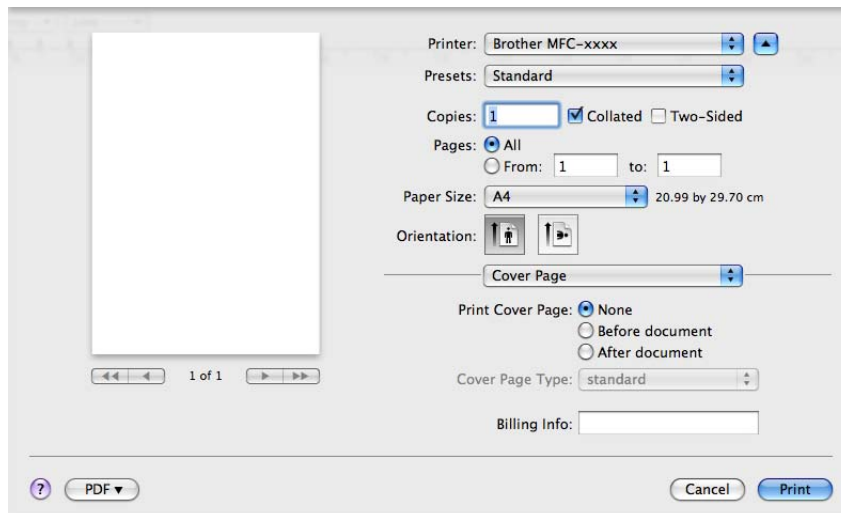 Printer: Brother MFC-xxxx
Presets: Standard
Copies: 1 Collated Two-Sided
Pages: All
From: 1 to: 1
Paper Size: A4 20.99 by 29.70 cm
Orientation:
Cover Page
Print Cover Page: None
Before document
After document
1 of 1
Cover Page Type: standard
Billing Info:
? PDF Cancel Print